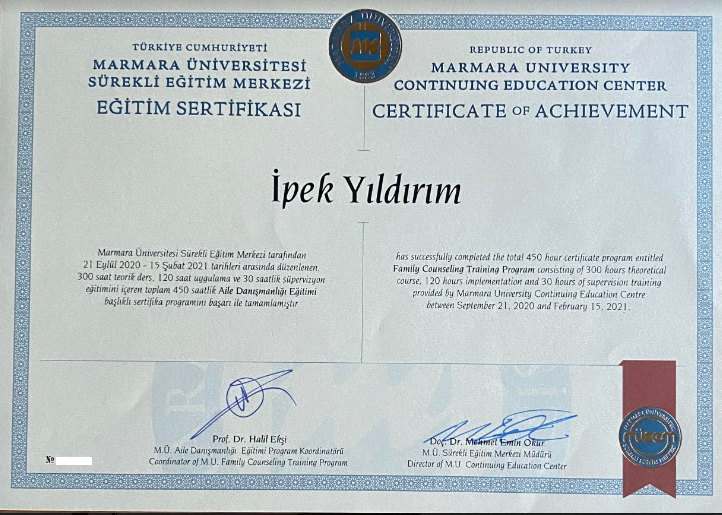 TÜRKİYE CUMHURİYETİ
MARMARA ÜNİVERSİTESİ
SÜREKLİ EĞİTİM MERKEZİ
EĞİTİM SERTİFİKASI
REPUBLIC OF TURKEY
MARMARA UNIVERSITY
CONTINUING EDUCATION CENTER
CERTIFICATE OF ACHIEVEMENT
1883
İpek Yıldırım
Marmara Üniversitesi Sürekli Eğitim Merkezi tarafından
21 Eylül 2020 - 15 Şubat 2021 tarihleri arasında düzenlenen,
300 saat teorik ders, 120 saat uygulama ve 30 saatlik süpervizyon
eğitimini içeren toplam 450 saatlik Aile Danışmanlığı Eğitimi
başlıklı sertifika programını başarı ile tamamlamıştır
has successfully completed the total 450 hour certificate program entitled
Family Counseling Training Program consisting of 300 hours theoretical
course, 120 hours implementation and 30 hours of supervision training
provided by Marmara University Continuing Education Centre
between September 21, 2020 and February 15, 2021.
Prof. Dr. Halil Ekşi
M.Ü. Aile Danışmanlığı Eğitimi Program Koordinatörü
Coordinator of M.U. Family Counseling Training Program
Doç. Dr. Mehmet Emin Okur
M.Ü. Sürekli Eğitim Merkezi Müdürü
Director of M.U. Continuing Education Center
№